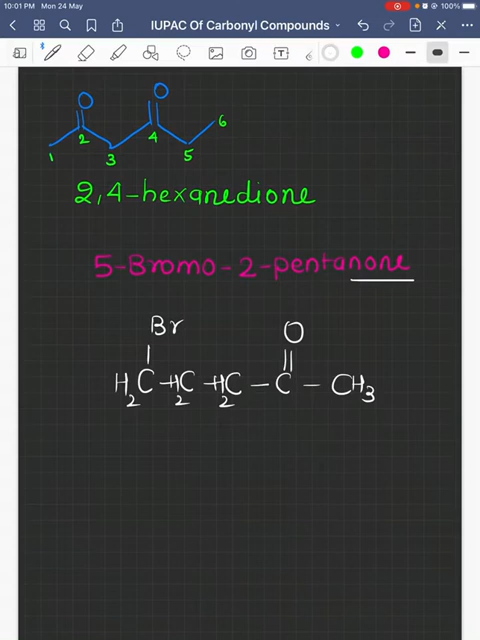 10:01 PM Mon 24 May 100%
IUPAC Of Carbonyl Compounds
O O
1 2 3 4 5 6
2,4-hexanedione
5-Bromo-2-pentanone
Br O
H2C-H2C-H2C-C-CH3